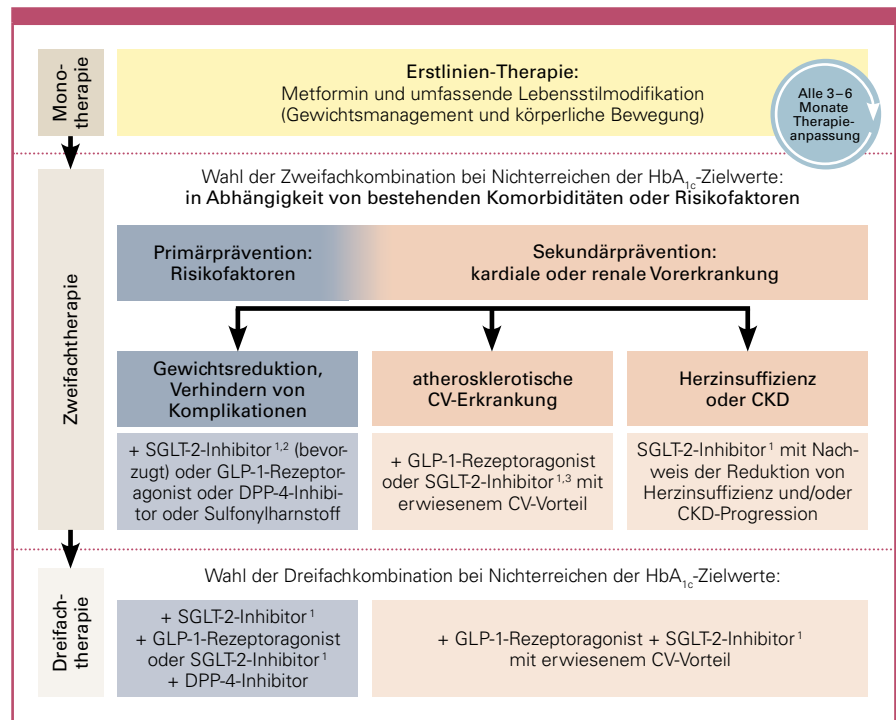 Mono-
therapie
Erstlinien-Therapie:
Metformin und umfassende Lebensstilmodifikation
(Gewichtsmanagement und körperliche Bewegung)
Alle 3–6
Monate
Therapie-
anpassung
Zweifachtherapie
Wahl der Zweifachkombination bei Nichterreichen der HbA1c-Zielwerte:
in Abhängigkeit von bestehenden Komorbiditäten oder Risikofaktoren
Primärprävention:
Risikofaktoren
Sekundärprävention:
kardiale oder renale Vorerkrankung
Gewichtsreduktion,
Verhindern von
Komplikationen
+ SGLT-2-Inhibitor 1,2 (bevor-
zugt) oder GLP-1-Rezeptor-
agonist oder DPP-4-Inhibi-
tor oder Sulfonylharnstoff
atherosklerotische
CV-Erkrankung
+ GLP-1-Rezeptoragonist
oder SGLT-2-Inhibitor 1,3 mit
erwiesenem CV-Vorteil
Herzinsuffizienz
oder CKD
SGLT-2-Inhibitor 1 mit Nach-
weis der Reduktion von
Herzinsuffizienz und/oder
CKD-Progression
Dreifach-
therapie
Wahl der Dreifachkombination bei Nichterreichen der HbA1c-Zielwerte:
+ SGLT-2-Inhibitor 1
+ GLP-1-Rezeptoragonist
oder SGLT-2-Inhibitor 1
+ DPP-4-Inhibitor
+ GLP-1-Rezeptoragonist + SGLT-2-Inhibitor 1
mit erwiesenem CV-Vorteil